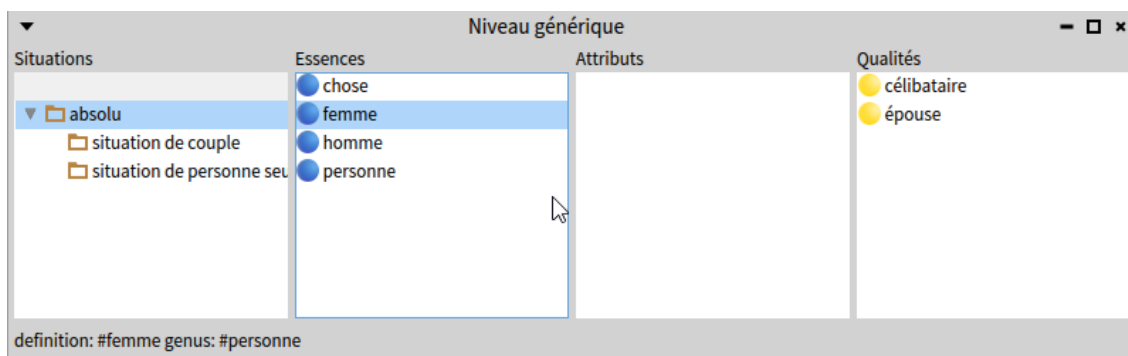 Niveau générique
Situations
Essences
Attributs
Qualités
absolu
situation de couple
situation de personne seu
chose
femme
homme
personne
célibataire
épouse
definition: #femme genus: #personne